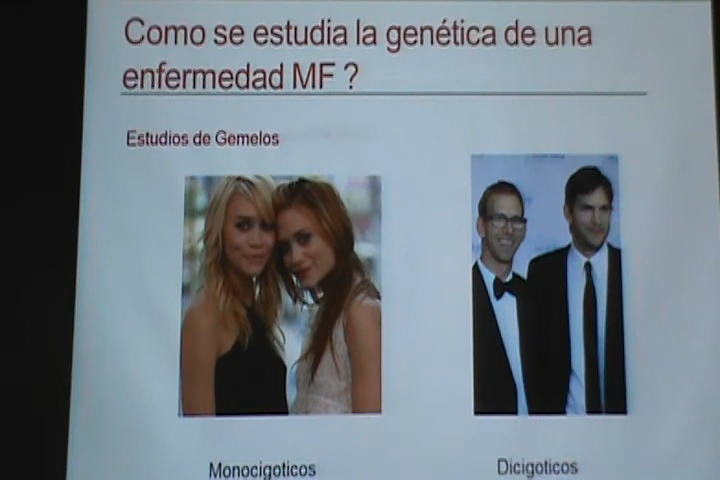 Como se estudia la genética de una
enfermedad MF ?
Estudios de Gemelos
Monocigoticos
Dicigoticos